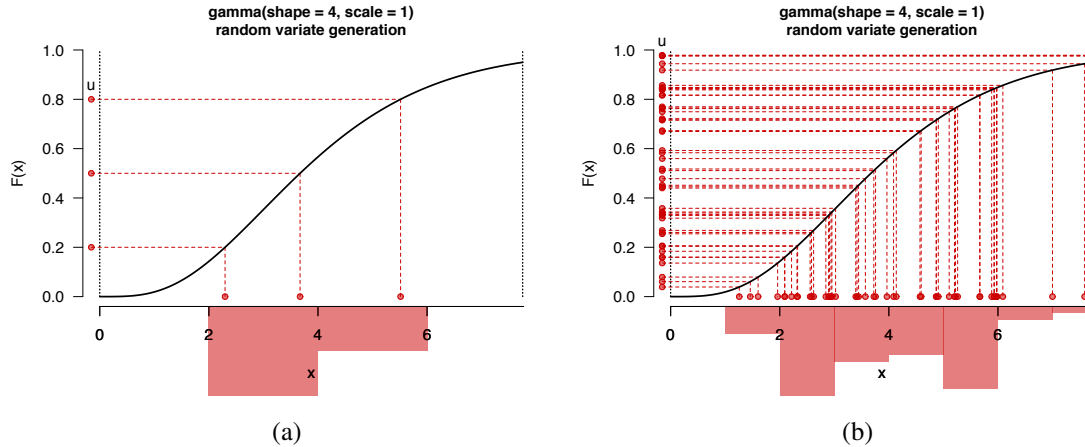 gamma(shape = 4, scale = 1)
random variate generation
u
1.0
0.8
0.6
0.4
0.2
0.0
F(x)
0 2 4 6
x
(a)
gamma(shape = 4, scale = 1)
random variate generation
u
1.0
0.8
0.6
0.4
0.2
0.0
F(x)
0 2 4 6
x
(b)